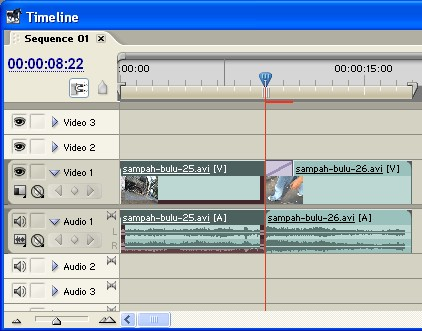 Timeline
Sequence 01
00:00:08:22
:00:00
00:00:15:00
Video 3
Video 2
Video 1
sampah-bulu-25.avi [V]
sampah-bulu-26.avi [V]
Audio 1
sampah-bulu-25.avi [A]
sampah-bulu-26.avi [A]
L
R
Audio 2
Audio 3